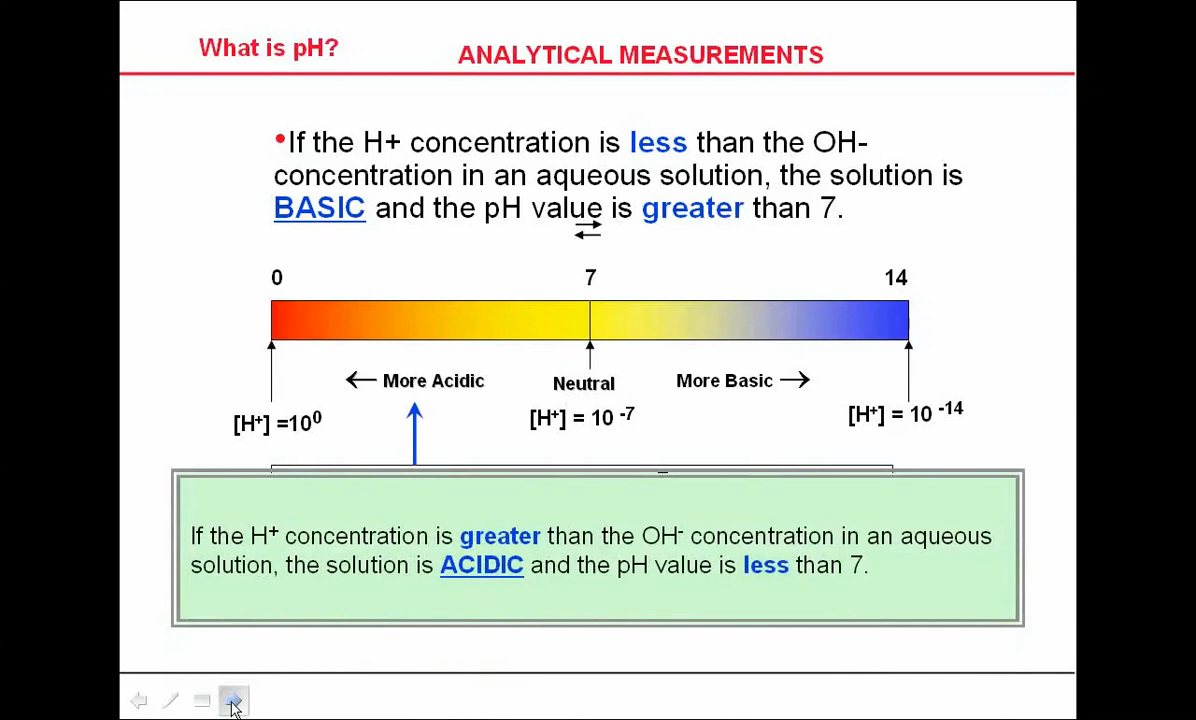 What is pH?
ANALYTICAL MEASUREMENTS
•If the H+ concentration is less than the OH-
concentration in an aqueous solution, the solution is
BASIC and the pH value is greater than 7.
0 7 14
← More Acidic Neutral More Basic →
[H⁺] =10⁰ [H⁺] = 10 ⁻⁷ [H⁺] = 10 ⁻¹⁴
If the H⁺ concentration is greater than the OH⁻ concentration in an aqueous
solution, the solution is ACIDIC and the pH value is less than 7.